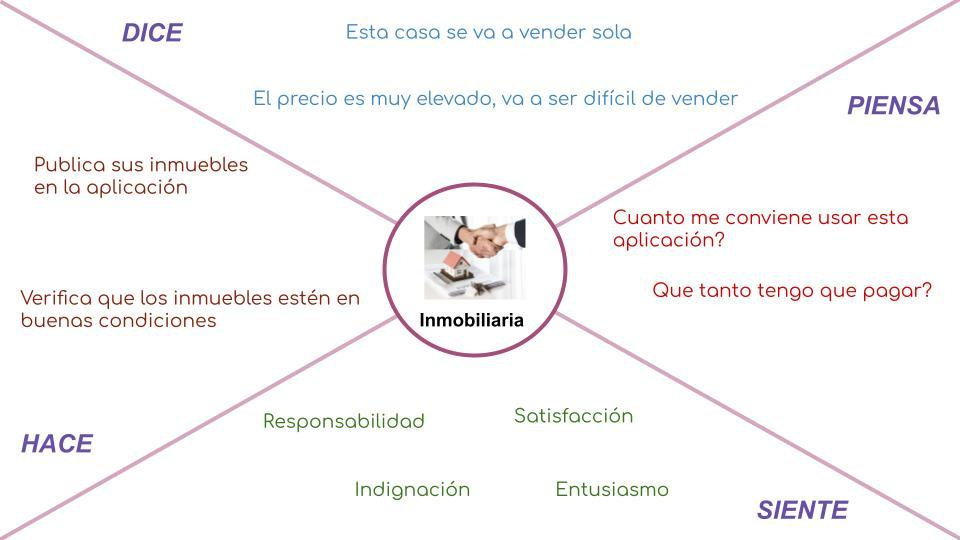 DICE
Esta casa se va a vender sola
El precio es muy elevado, va a ser difícil de vender
PIENSA
Cuanto me conviene usar esta
aplicación?
Que tanto tengo que pagar?
Publica sus inmuebles
en la aplicación
Verifica que los inmuebles estén en
buenas condiciones
HACE
Inmobiliaria
Responsabilidad
Satisfacción
Indignación
Entusiasmo
SIENTE